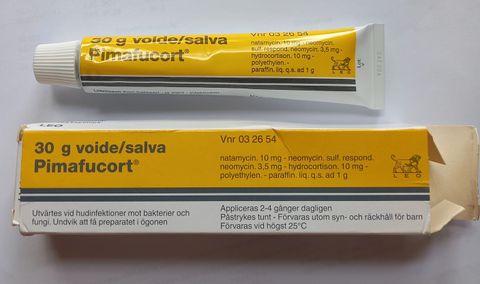 30 g voide/salva
Pimafucort®
Vnr 03 26 54
natamycin. 10 mg - neomycin.
sulf. respond. neomycin. 3,5 mg -
hydrocortison. 10 mg -
polyethylen. -
paraffin. liq. q.s. ad 1 g
LEO
LEO
30 g voide/salva
Pimafucort®
Vnr 03 26 54
natamycin. 10 mg - neomycin. sulf. respond.
neomycin. 3,5 mg - hydrocortison. 10 mg -
polyethylen. - paraffin. liq. q.s. ad 1 g
LEO
Utvärtes vid hudinfektioner mot bakterier och
fungi. Undvik att få preparatet i ögonen
Appliceras 2-4 gånger dagligen
Påstrykes tunt - Förvaras utom syn- och räckhåll för barn
Förvaras vid högst 25°C